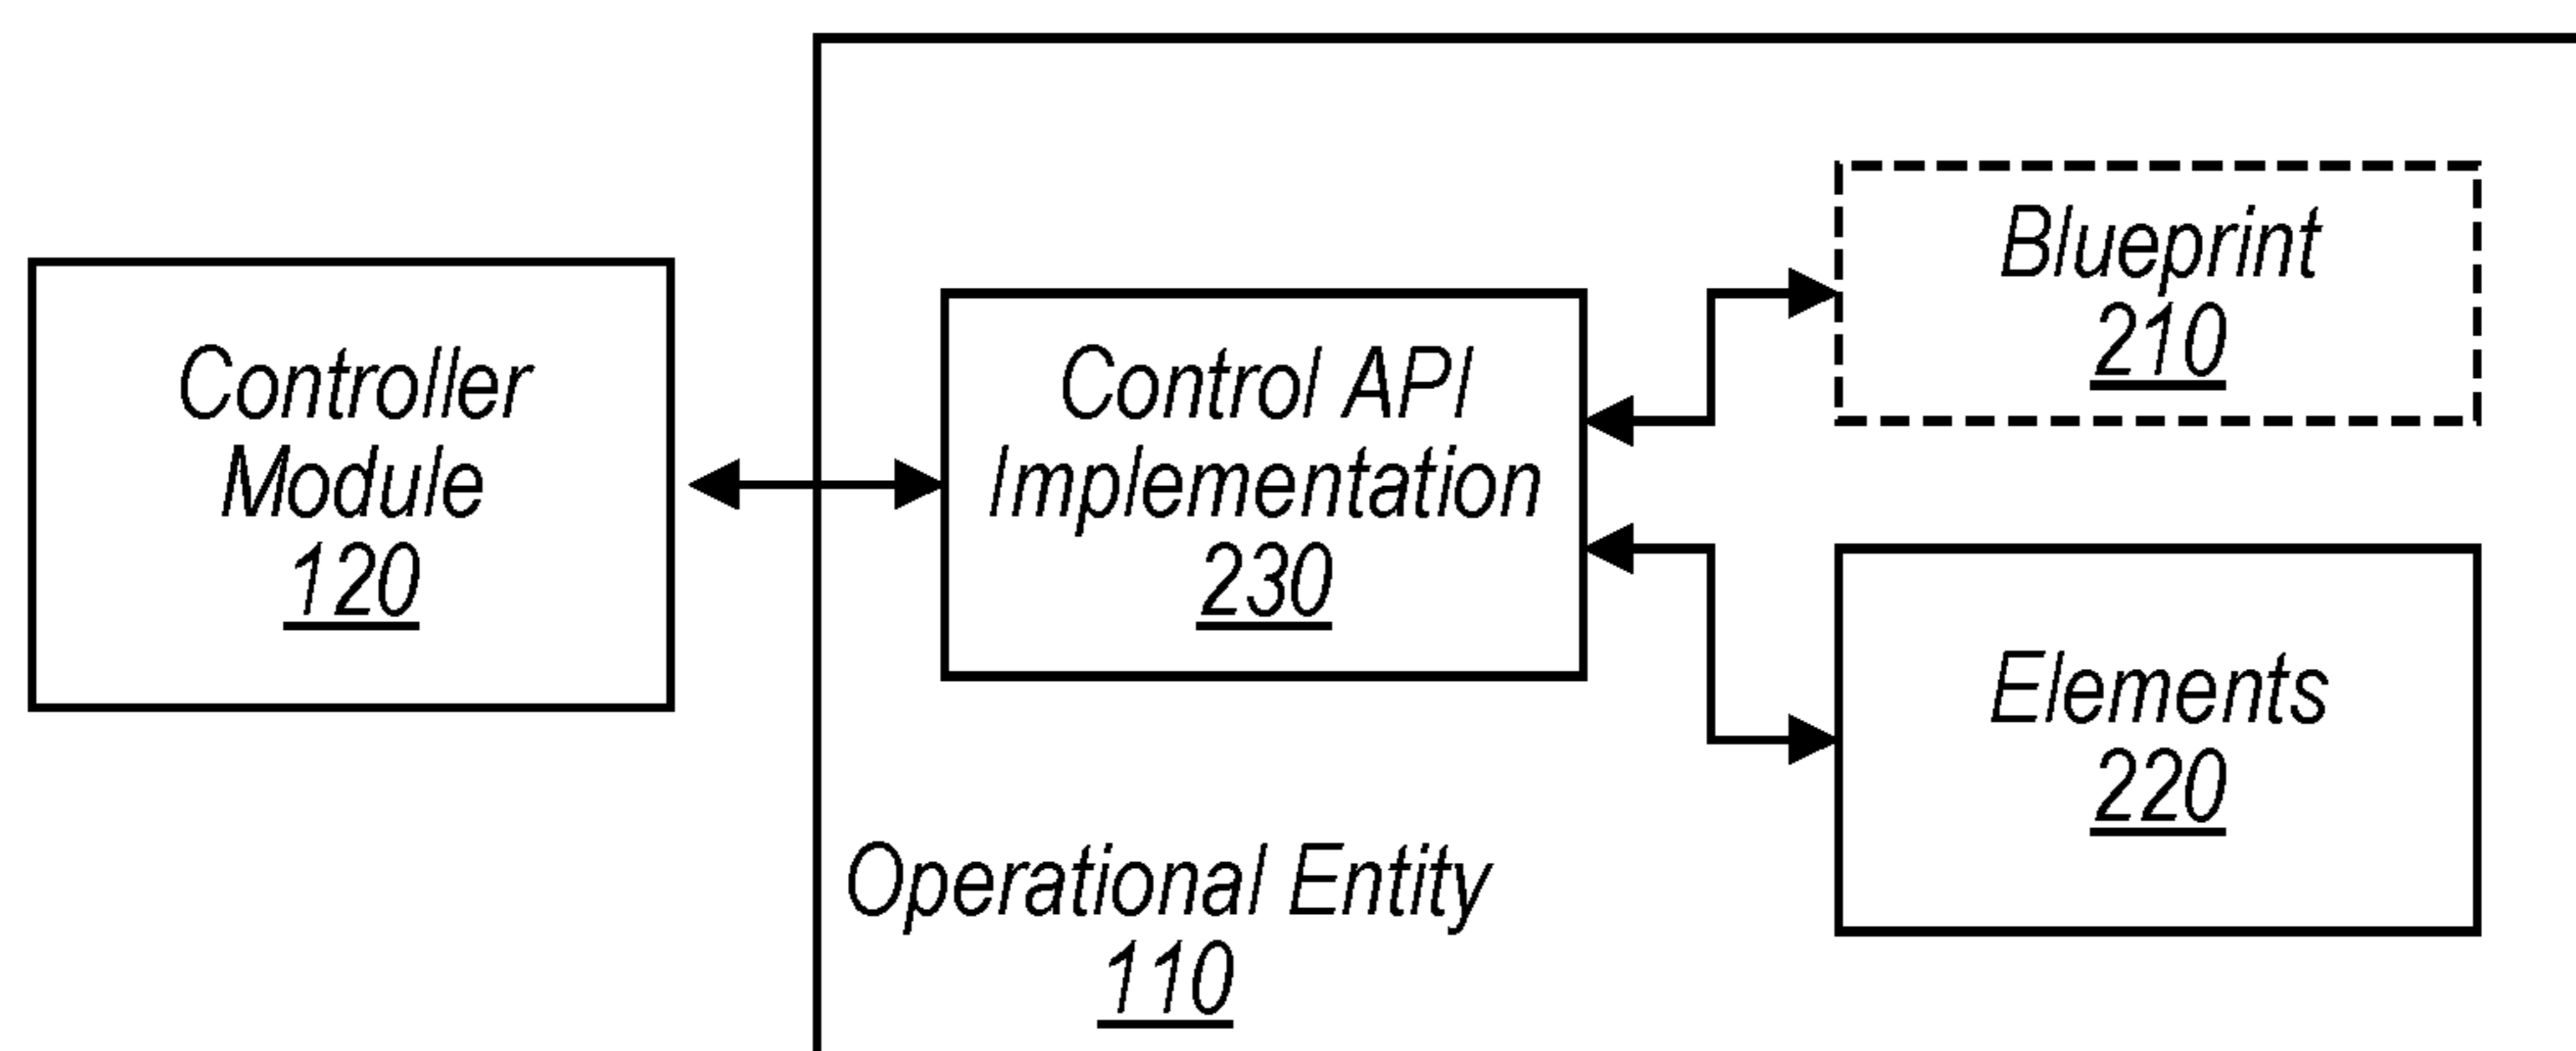 Controller
Module
120
Control API
Implementation
230
Blueprint
210
Elements
220
Operational Entity
110